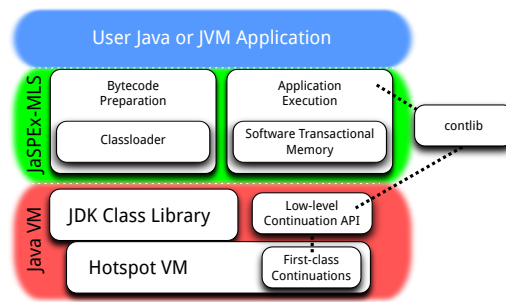 User Java or JVM Application
JaSPEx-MLS
Bytecode
Preparation
Classloader
Application
Execution
Software Transactional
Memory
contlib
Java VM
JDK Class Library
Low-level
Continuation API
Hotspot VM
First-class
Continuations